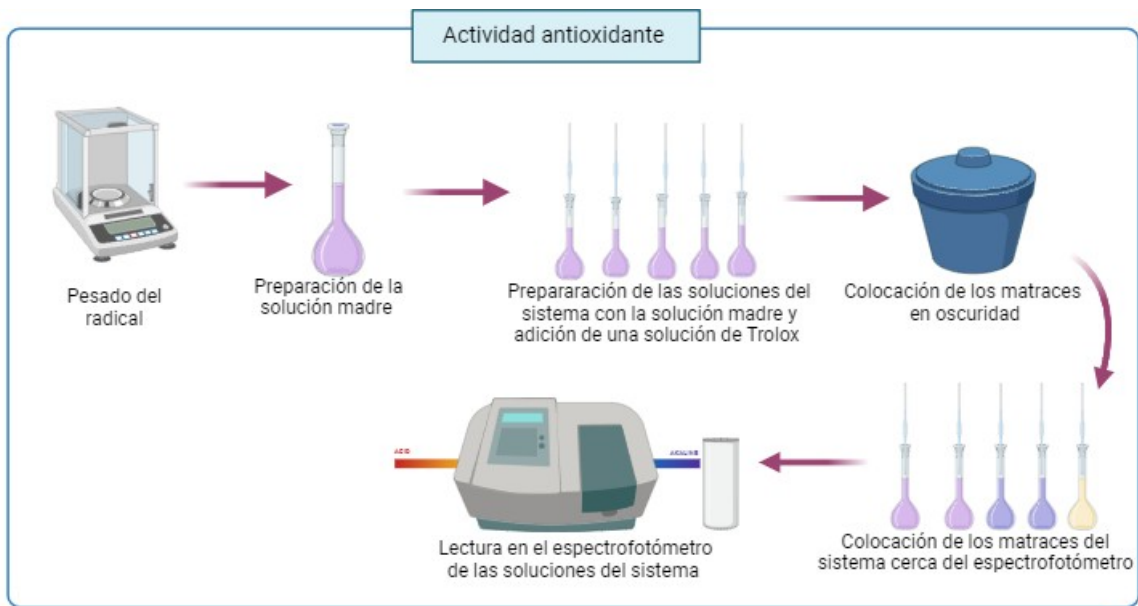 Actividad antioxidante
Pesado del
radical
Preparación de la
solución madre
Prepararación de las soluciones del
sistema con la solución madre y
adición de una solución de Trolox
Colocación de los matraces
en oscuridad
Colocación de los matraces del
sistema cerca del espectrofotómetro
ACID
ALKALINE
Lectura en el espectrofotómetro
de las soluciones del sistema